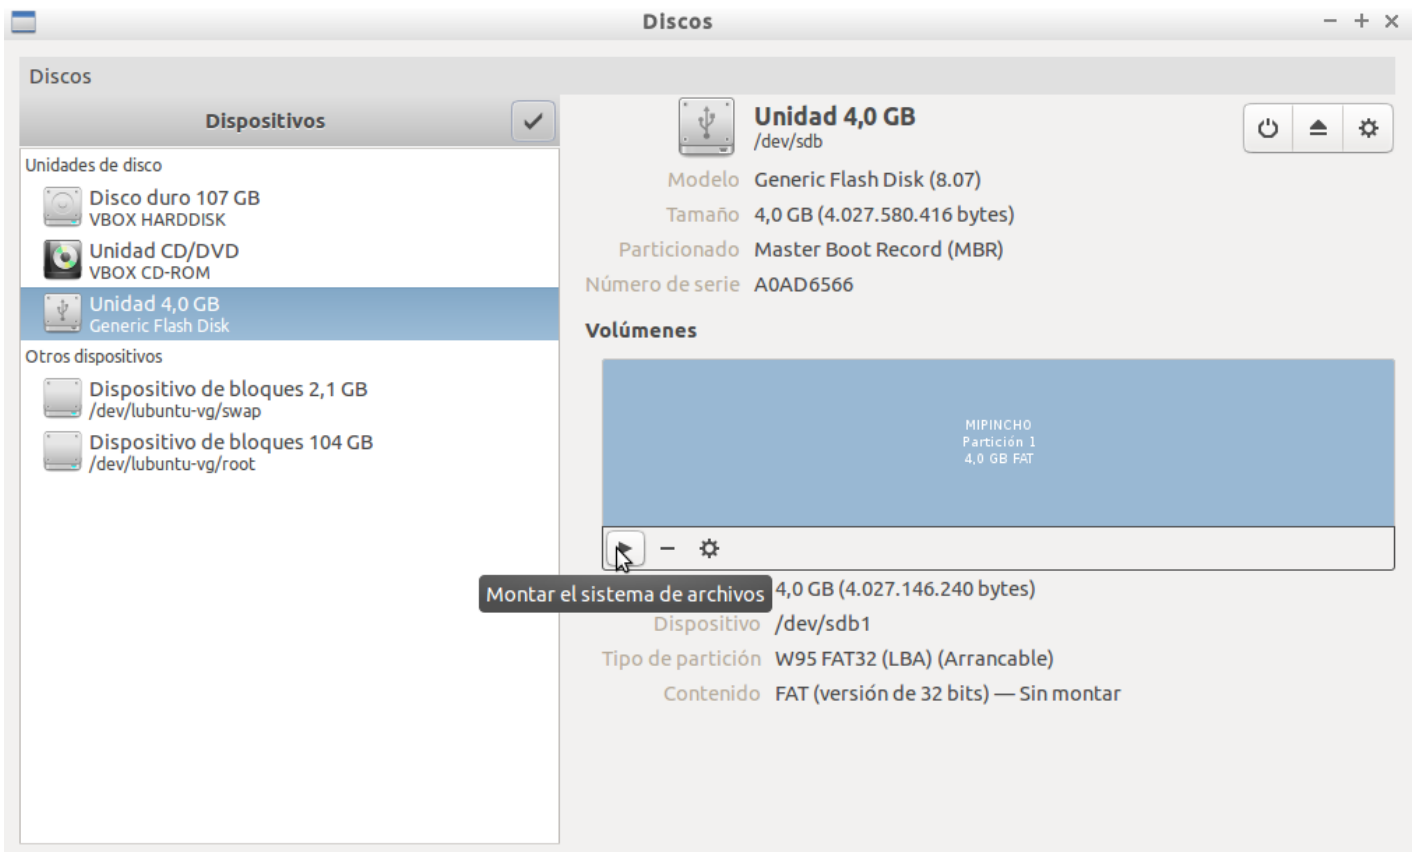 Discos
Discos
Dispositivos
Unidades de disco
Disco duro 107 GB
VBOX HARDDISK
Unidad CD/DVD
VBOX CD-ROM
Unidad 4,0 GB
Generic Flash Disk
Otros dispositivos
Dispositivo de bloques 2,1 GB
/dev/lubuntu-vg/swap
Dispositivo de bloques 104 GB
/dev/lubuntu-vg/root
Unidad 4,0 GB
/dev/sdb
Modelo Generic Flash Disk (8.07)
Tamaño 4,0 GB (4.027.580.416 bytes)
Particionado Master Boot Record (MBR)
Número de serie A0AD6566
Volúmenes
MIPINCHO
Partición 1
4,0 GB FAT
Montar el sistema de archivos 4,0 GB (4.027.146.240 bytes)
Dispositivo /dev/sdb1
Tipo de partición W95 FAT32 (LBA) (Arrancable)
Contenido FAT (versión de 32 bits) — Sin montar